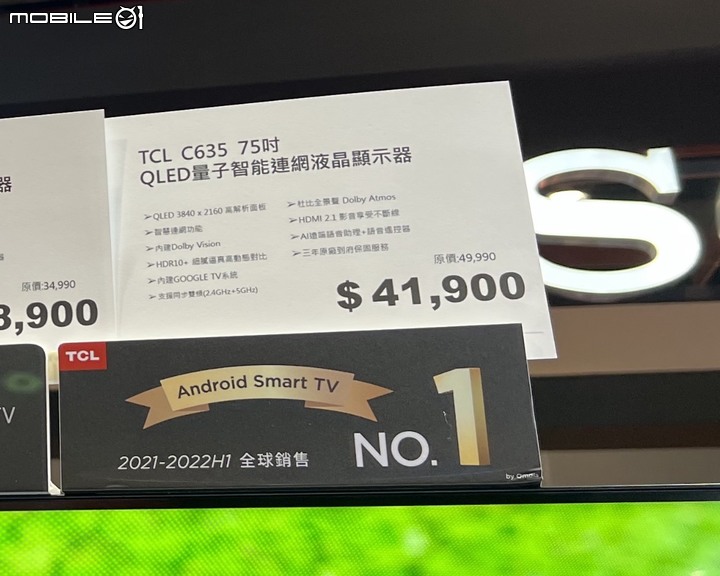 MOBILE01
器
原價:34,990
8,900
TCL C635 75吋
QLED量子智能連網液晶顯示器
➢QLED 3840 x 2160 高解析面板
➢智慧連網功能
➢內建Dolby Vision
➢HDR10+ 細膩逼真高動態對比
➢內建GOOGLE TV系統
➢支援同步雙頻(2.4GHz+5GHz)
➢杜比全景聲 Dolby Atmos
➢HDMI 2.1 影音享受不斷線
➢AI遠端語音助理+語音遙控器
➢三年原廠到府保固服務
原價:49,990
$ 41,900
S
TCL
Android Smart TV
2021-2022H1 全球銷售
NO. 1
TV